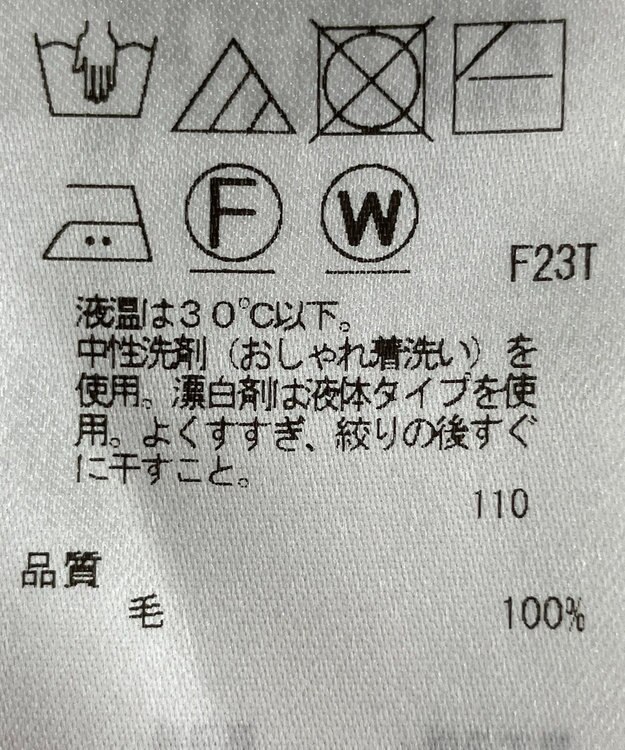 F
W
F23T
液温は30℃以下。
中性洗剤（おしゃれ着洗い）を
使用。漂白剤は液体タイプを使
用。よくすすぎ、絞りの後すぐ
に干すこと。
110
品質
毛 100%